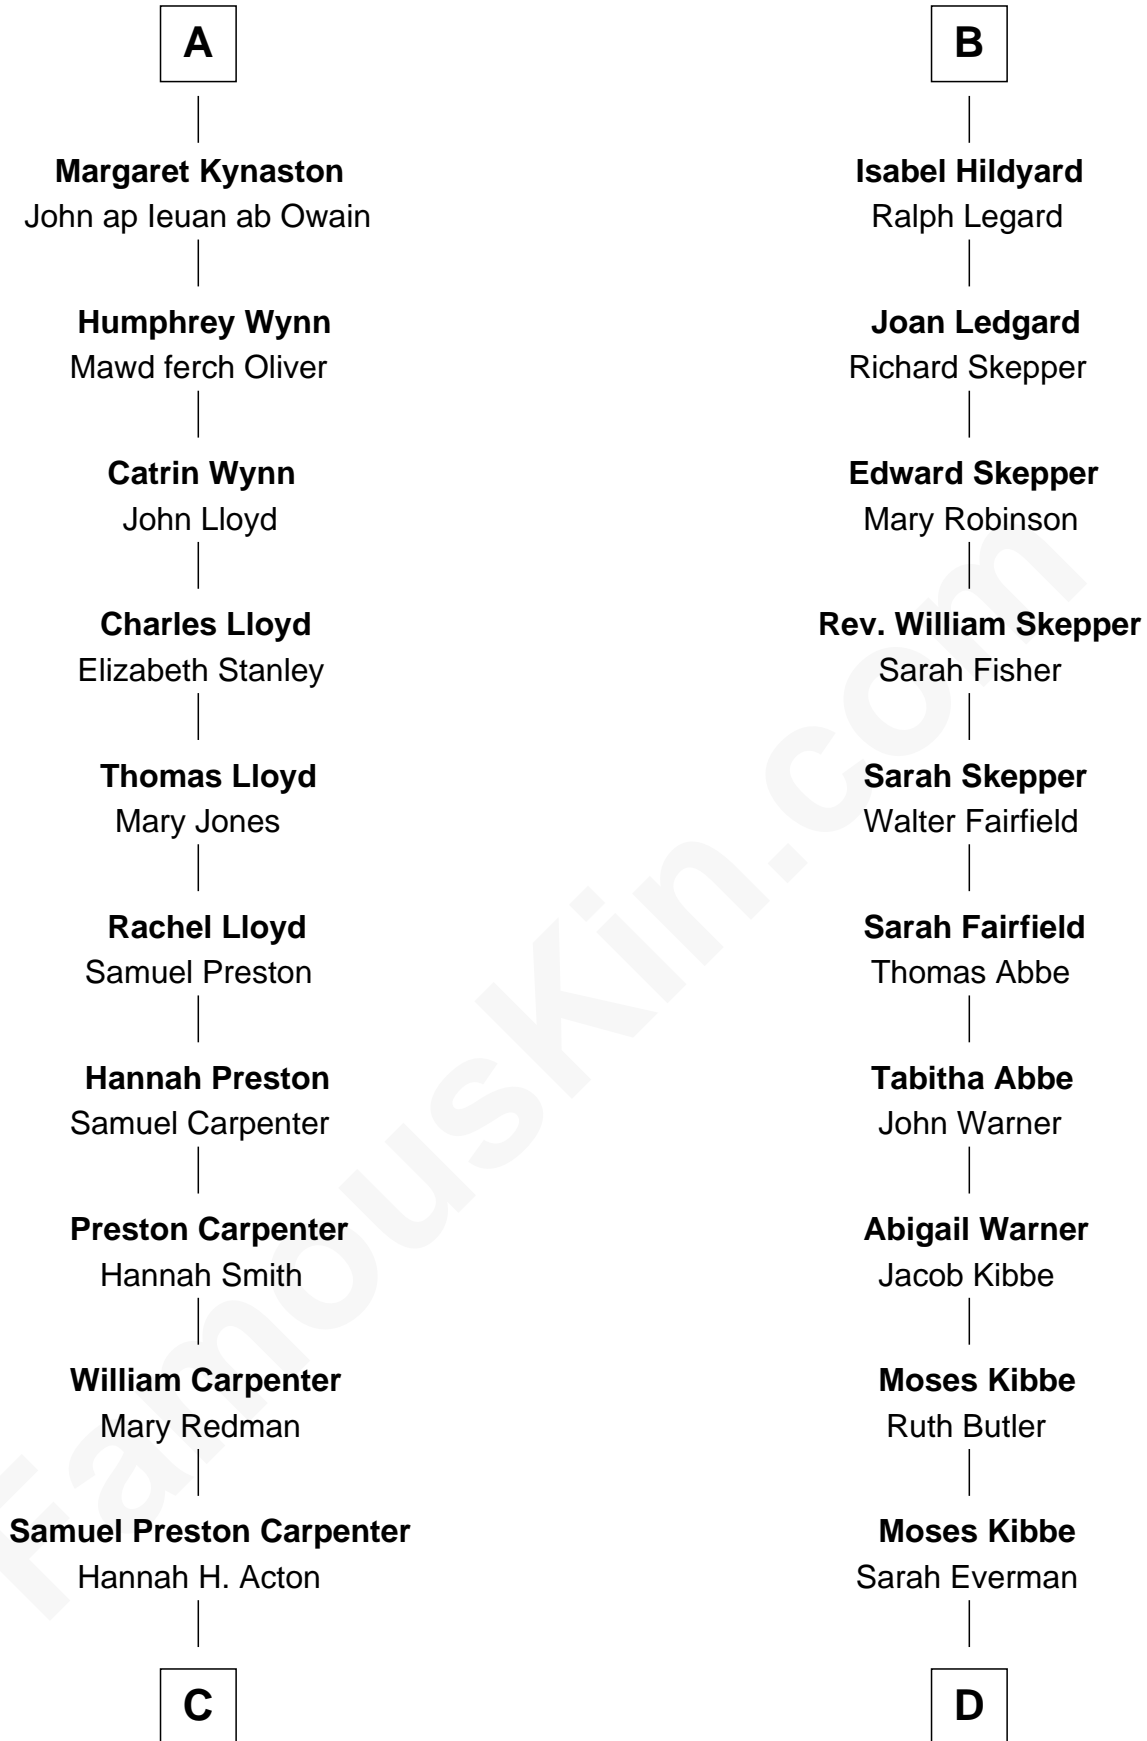 A
Margaret Kynaston
John ap Ieuan ab Owain
Humphrey Wynn
Mawd ferch Oliver
Catrin Wynn
John Lloyd
Charles Lloyd
Elizabeth Stanley
Thomas Lloyd
Mary Jones
Rachel Lloyd
Samuel Preston
Hannah Preston
Samuel Carpenter
Preston Carpenter
Hannah Smith
William Carpenter
Mary Redman
Samuel Preston Carpenter
Hannah H. Acton
C
B
Isabel Hildyard
Ralph Legard
Joan Ledgard
Richard Skepper
Edward Skepper
Mary Robinson
Rev. William Skepper
Sarah Fisher
Sarah Skepper
Walter Fairfield
Sarah Fairfield
Thomas Abbe
Tabitha Abbe
John Warner
Abigail Warner
Jacob Kibbe
Moses Kibbe
Ruth Butler
Moses Kibbe
Sarah Everman
D
FamousKin.com